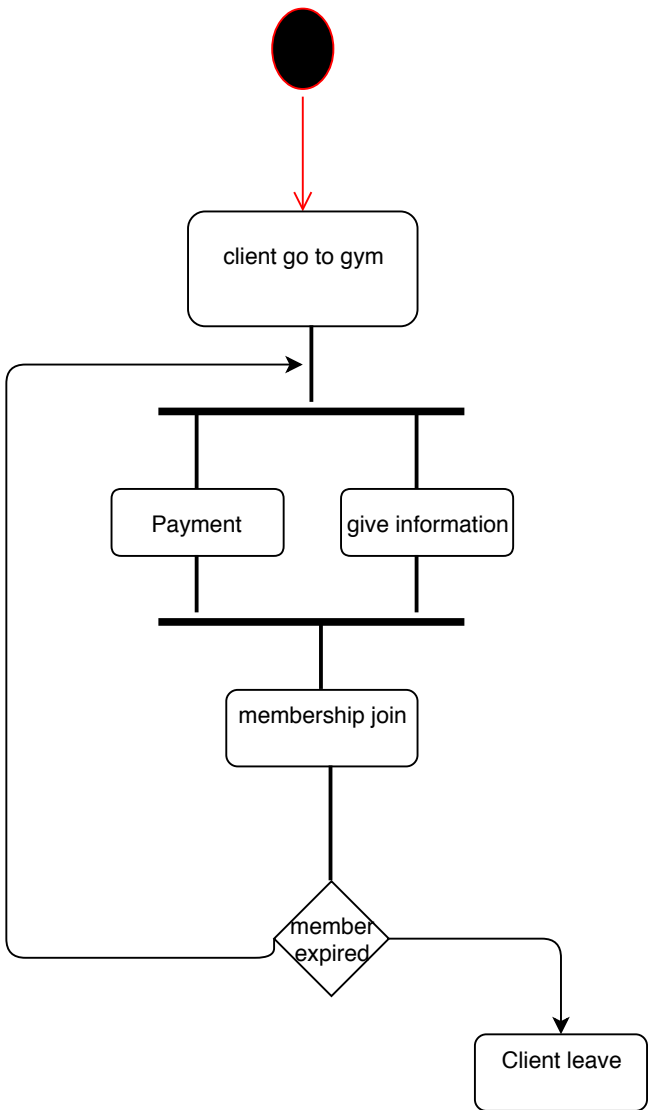 client go to gym
Payment
give information
membership join
member
expired
Client leave